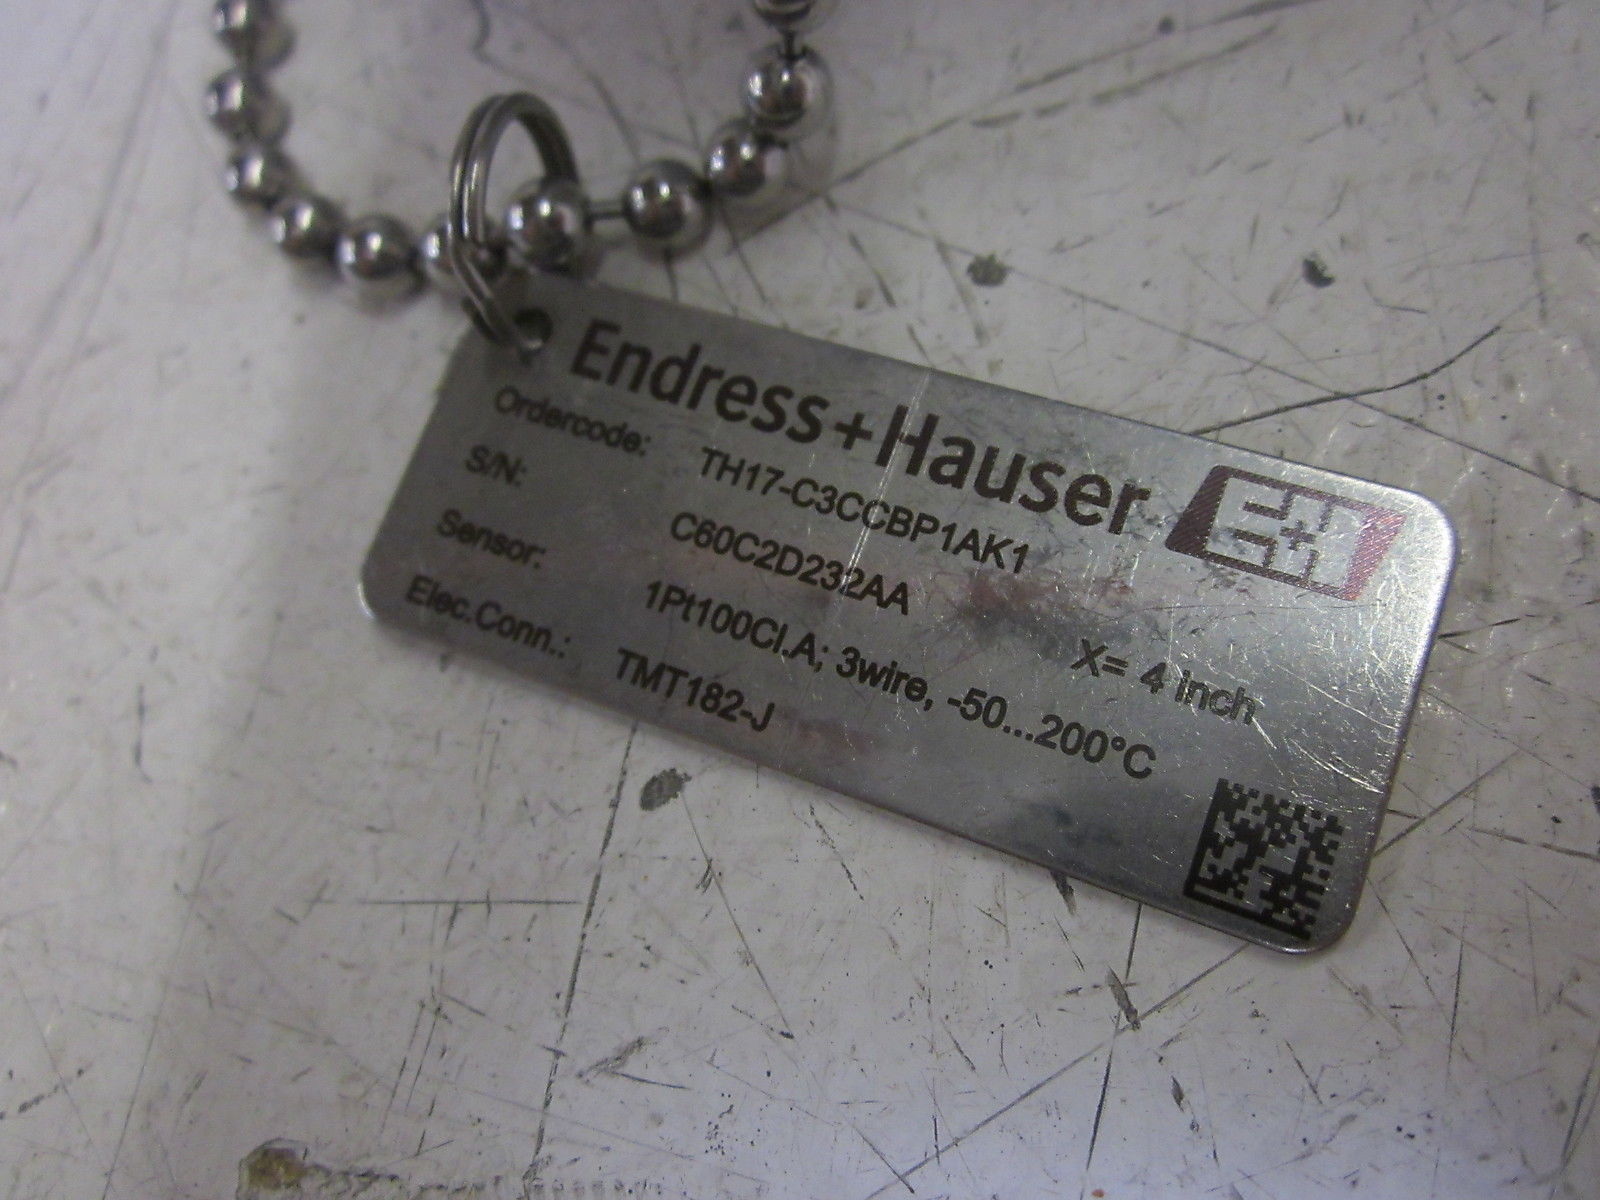 Endress+Hauser E+H
Ordercode: TH17-C3CCBP1AK1
S/N: C60C2D232AA X= 4 inch
Sensor: 1Pt100Cl.A; 3wire, -50...200°C
Elec.Conn.: TMT182-J